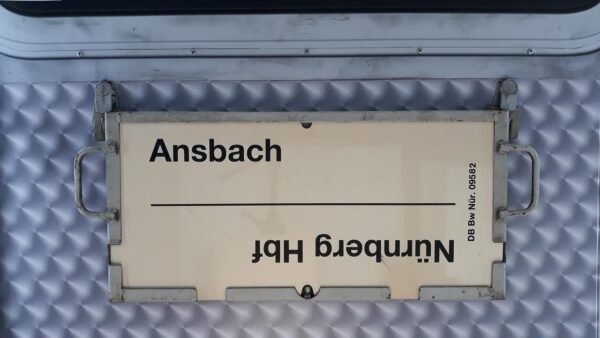 Ansbach
Nürnberg Hbf
DB Bw Nür. 09582